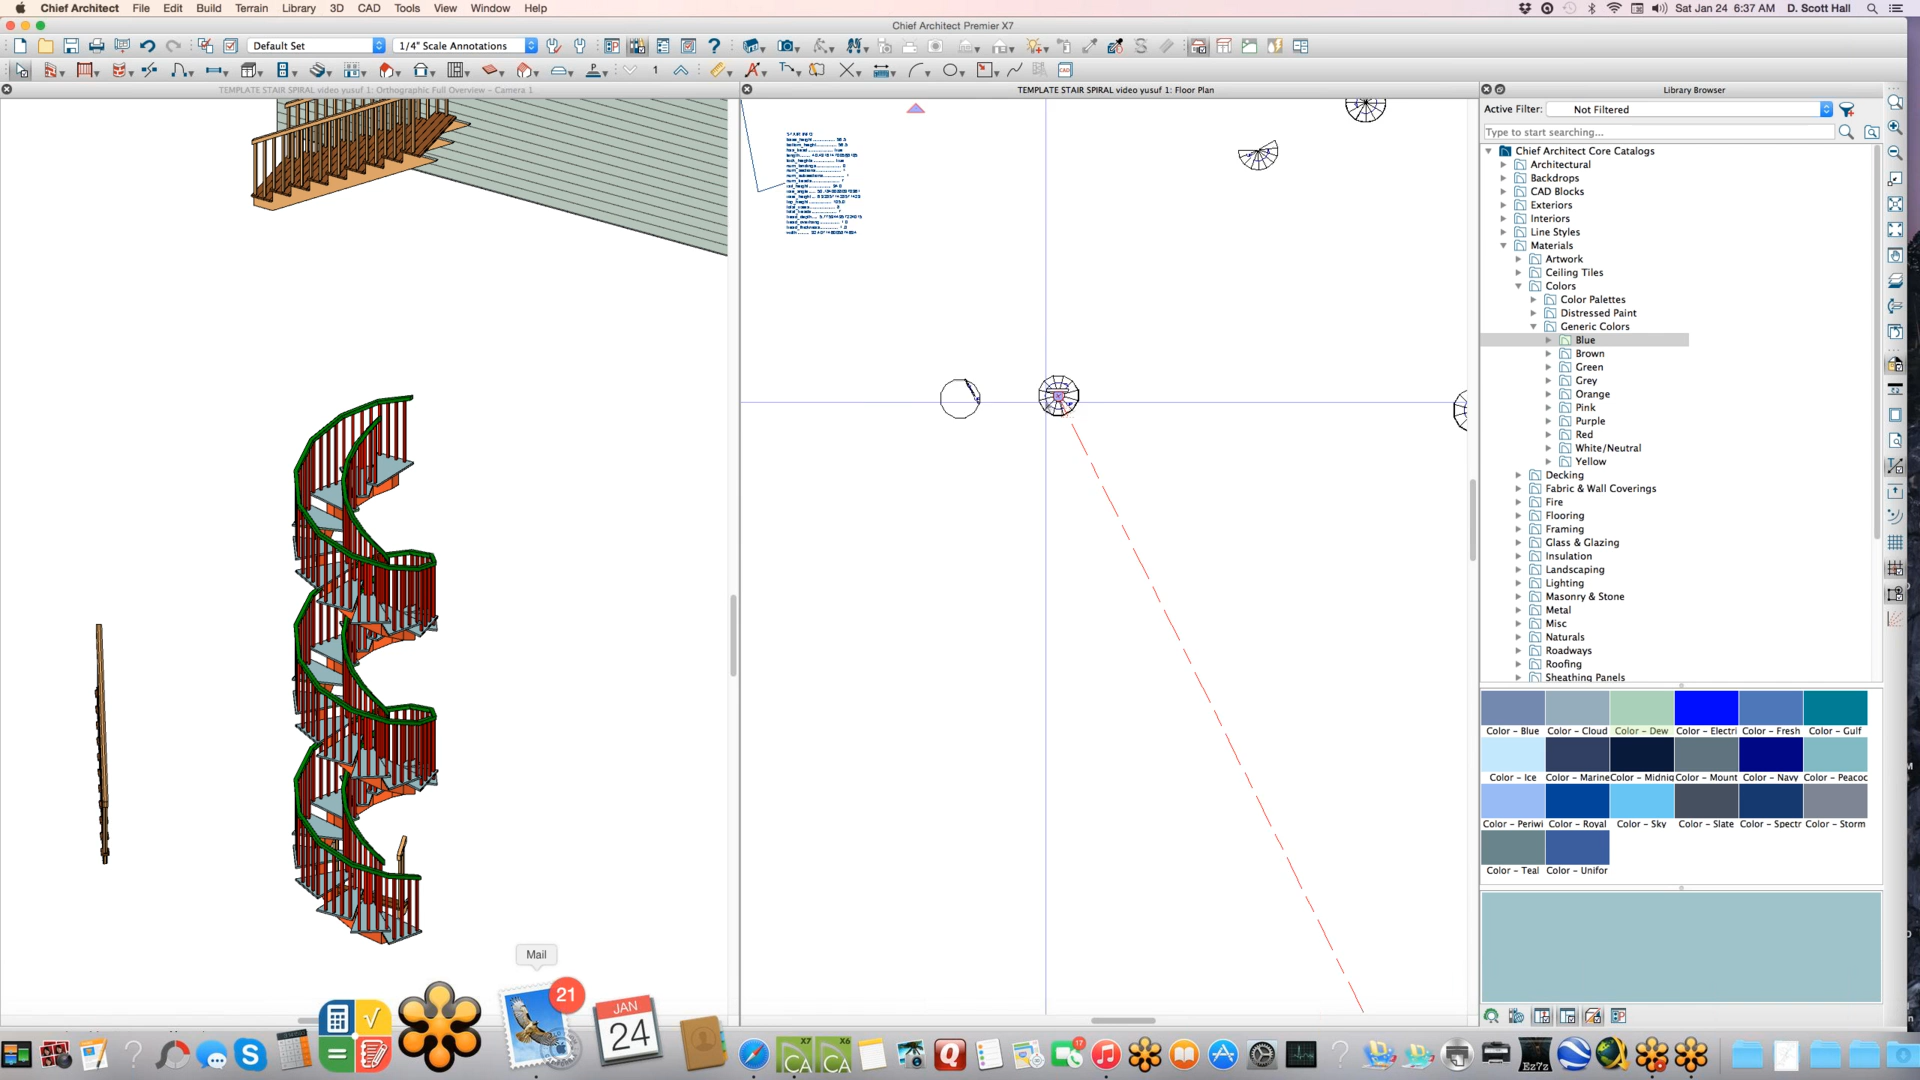 Chief Architect File Edit Build Terrain Library 3D CAD Tools View Window Help
Sat Jan 24 6:37 AM D. Scott Hall
Chief Architect Premier X7
Default Set
1/4" Scale Annotations
1
TEMPLATE STAIR SPIRAL video yusuf 1: Orthographic Full Overview - Camera 1
TEMPLATE STAIR SPIRAL video yusuf 1: Floor Plan
Library Browser
Active Filter: Not Filtered
Type to start searching...
Chief Architect Core Catalogs
Architectural
Backdrops
CAD Blocks
Exteriors
Interiors
Line Styles
Materials
Artwork
Ceiling Tiles
Colors
Color Palettes
Distressed Paint
Generic Colors
Blue
Brown
Green
Grey
Orange
Pink
Purple
Red
White/Neutral
Yellow
Decking
Fabric & Wall Coverings
Fire
Flooring
Framing
Glass & Glazing
Insulation
Landscaping
Lighting
Masonry & Stone
Metal
Misc
Naturals
Roadways
Roofing
Sheathing Panels
Color - Blue Color - Cloud Color - Dew Color - Electri Color - Fresh Color - Gulf
Color - Ice Color - Marine Color - Midnig Color - Mount Color - Navy Color - Peacoc
Color - Periwi Color - Royal Color - Sky Color - Slate Color - Spectr Color - Storm
Color - Teal Color - Unifor
Mail
21
JAN
24
X7
CA
X6
CA
17
Ez7z